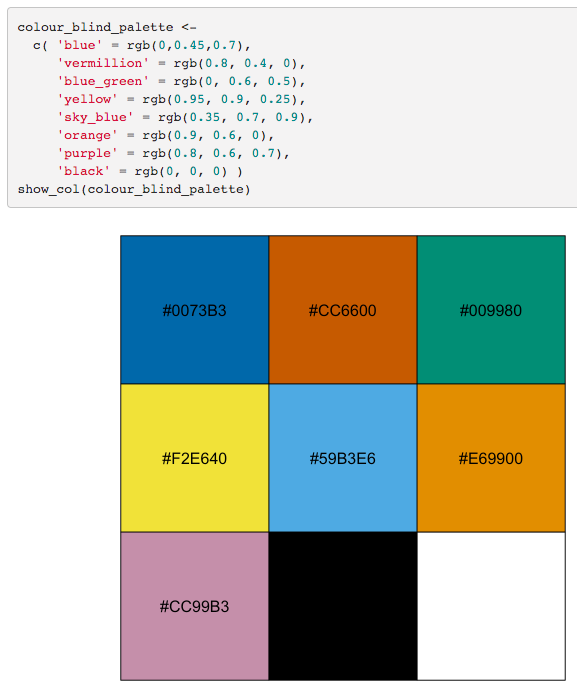 colour_blind_palette <-
  c( 'blue' = rgb(0,0.45,0.7),
     'vermillion' = rgb(0.8, 0.4, 0),
     'blue_green' = rgb(0, 0.6, 0.5),
     'yellow' = rgb(0.95, 0.9, 0.25),
     'sky_blue' = rgb(0.35, 0.7, 0.9),
     'orange' = rgb(0.9, 0.6, 0),
     'purple' = rgb(0.8, 0.6, 0.7),
     'black' = rgb(0, 0, 0) )
show_col(colour_blind_palette)
#0073B3 #CC6600 #009980
#F2E640 #59B3E6 #E69900
#CC99B3